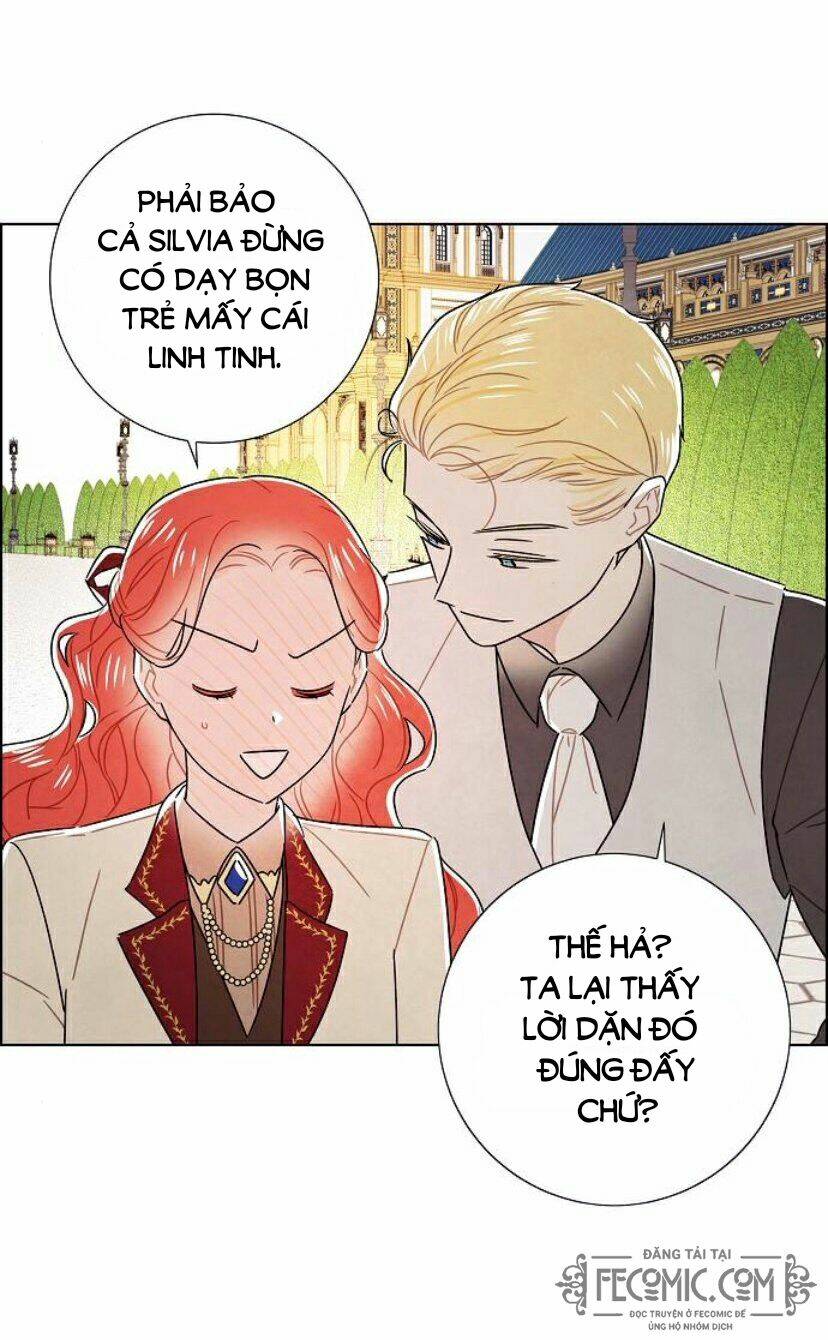 PHẢI BẢO
CẢ SILVIA ĐỪNG
CÓ DẠY BỌN
TRẺ MẤY CÁI
LINH TINH.
THẾ HẢ?
TA LẠI THẤY
LỜI DẶN ĐÓ
ĐÚNG ĐẤY
CHỨ?
ĐĂNG TẢI TẠI
FECOMIC.COM
ĐỌC TRUYỆN Ở FECOMIC ĐỂ
ỦNG HỘ NHÓM DỊCH